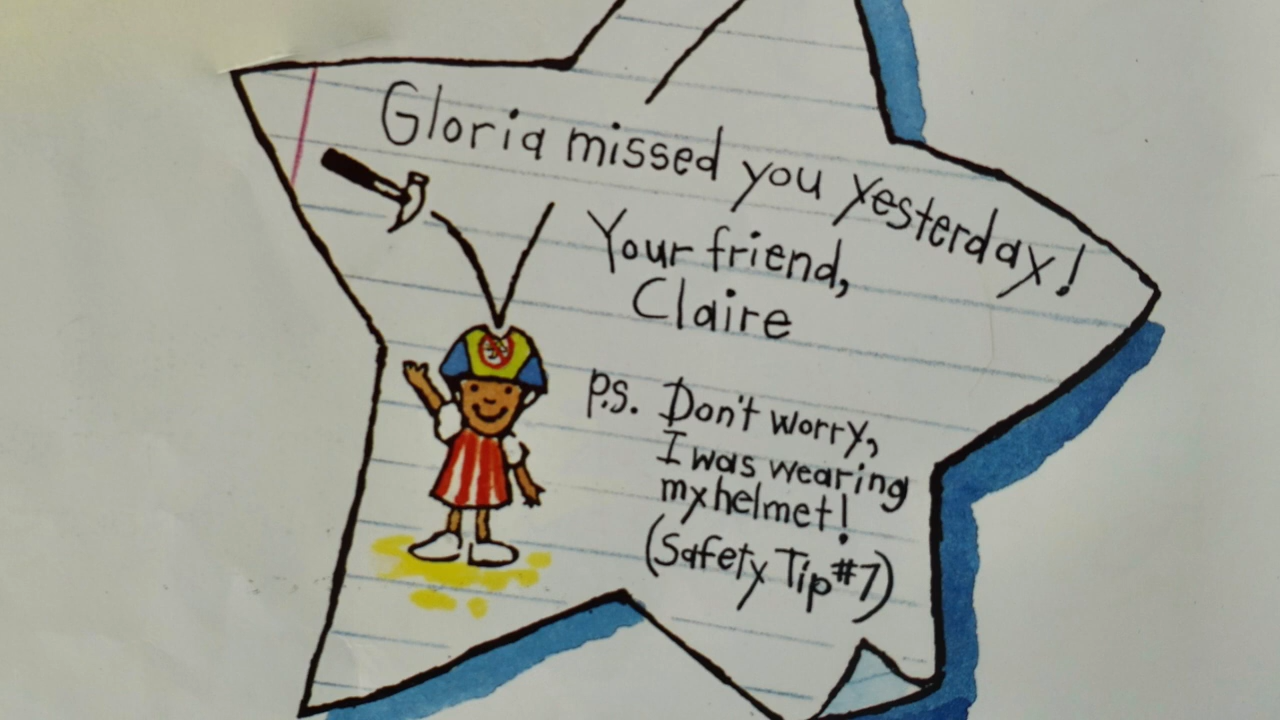 Gloria missed you yesterday!
Your friend,
Claire
P.S. Don't worry,
I was wearing
my helmet!
(Safety Tip #7)